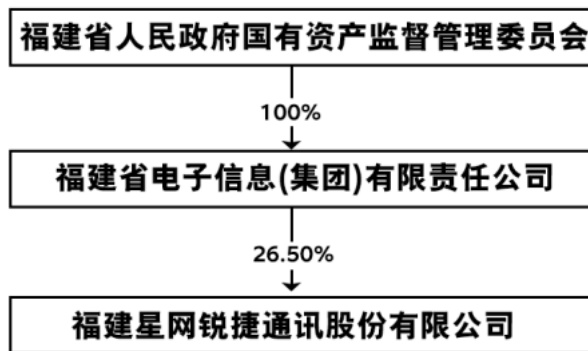 福建省人民政府国有资产监督管理委员会
100%
福建省电子信息(集团)有限责任公司
26.50%
福建星网锐捷通讯股份有限公司